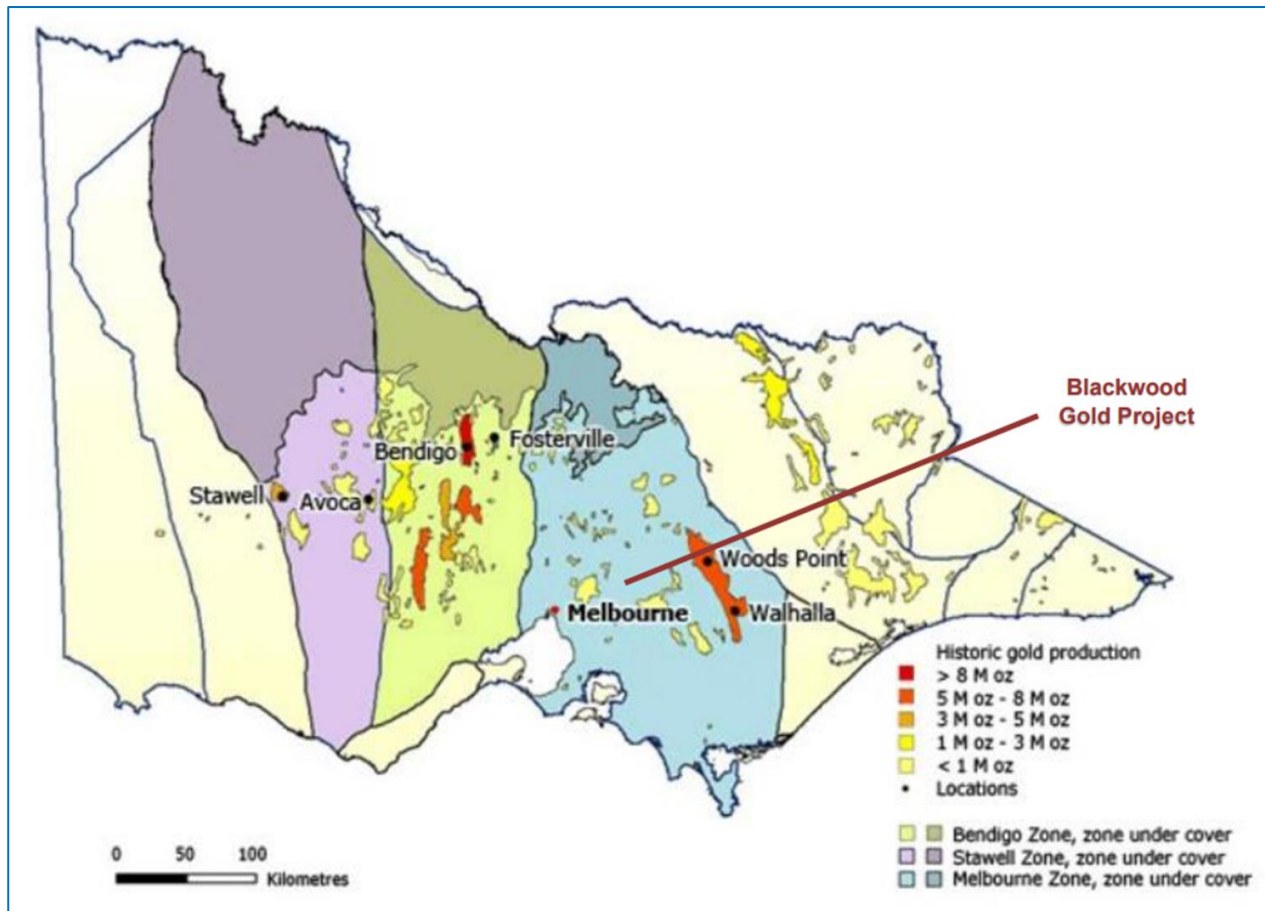 Blackwood
Gold Project
Bendigo
Fosterville
Stawell
Avoca
Woods Point
Melbourne
Walhalla
Historic gold production
> 8 M oz
5 M oz - 8 M oz
3 M oz - 5 M oz
1 M oz - 3 M oz
< 1 M oz
Locations
Bendigo Zone, zone under cover
Stawell Zone, zone under cover
Melbourne Zone, zone under cover
0 50 100
Kilometres